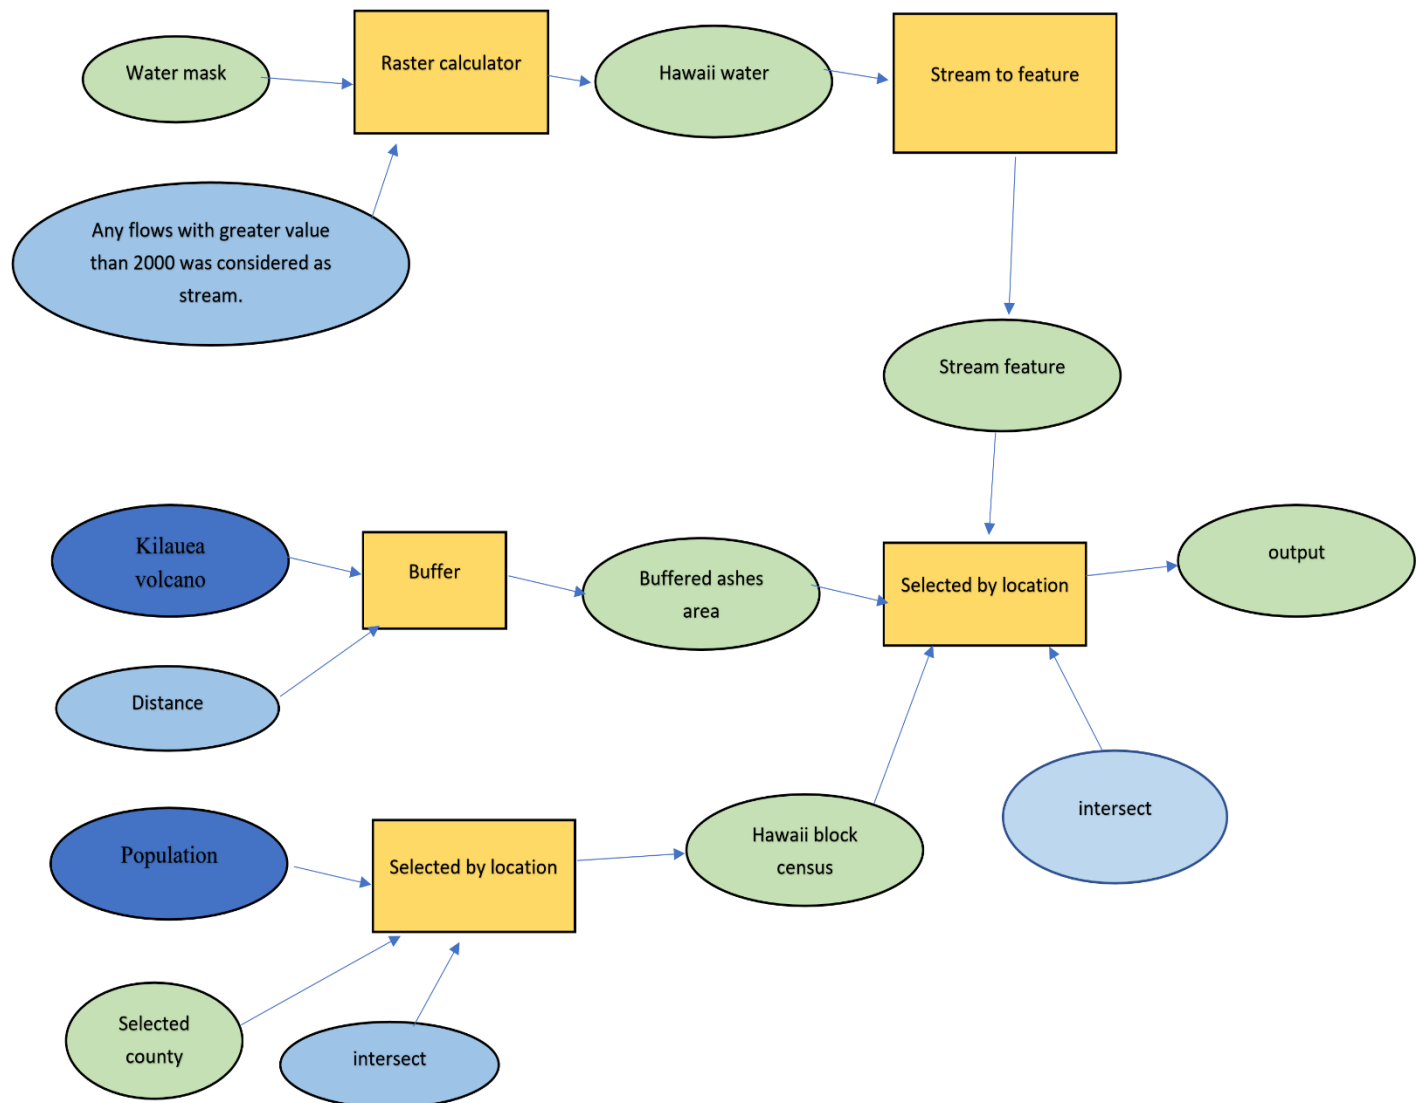 Water mask
Raster calculator
Hawaii water
Stream to feature
Any flows with greater value
than 2000 was considered as
stream.
Stream feature
Kilauea
volcano
Buffer
Buffered ashes
area
Selected by location
output
Distance
Population
Selected by location
Hawaii block
census
intersect
Selected
county
intersect